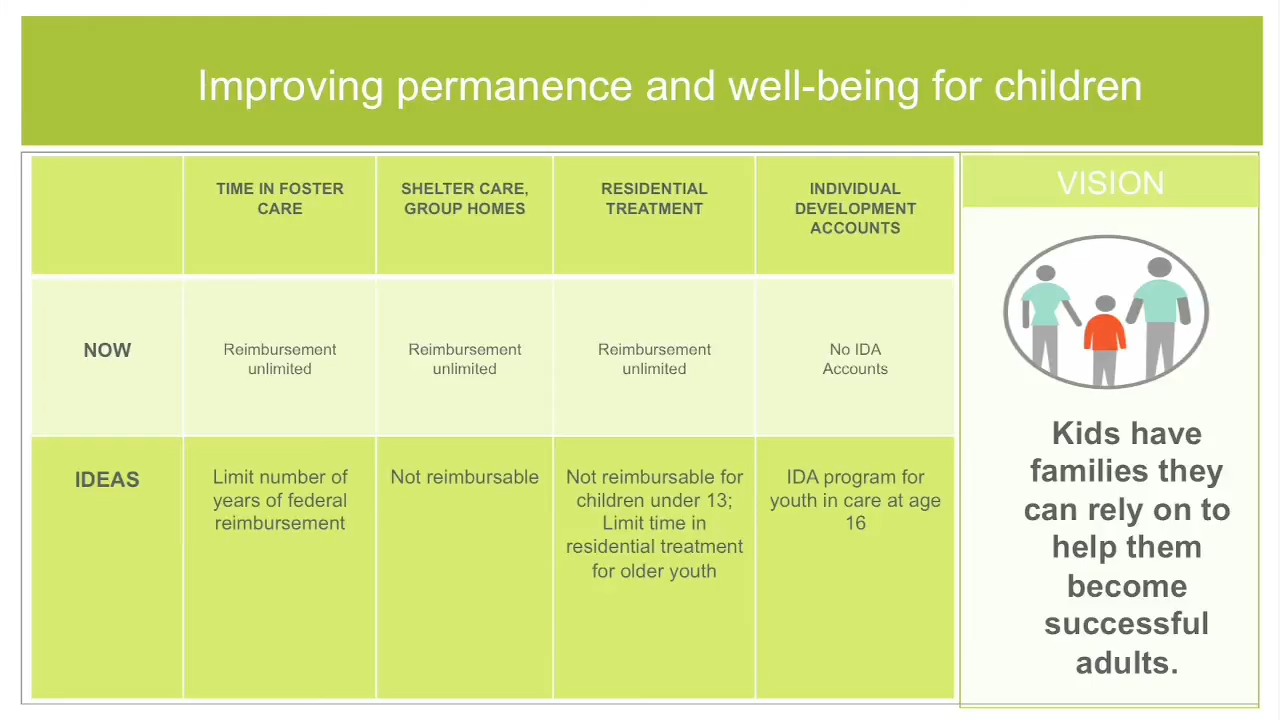 Improving permanence and well-being for children
TIME IN FOSTER
CARE
SHELTER CARE,
GROUP HOMES
RESIDENTIAL
TREATMENT
INDIVIDUAL
DEVELOPMENT
ACCOUNTS
NOW
Reimbursement
unlimited
Reimbursement
unlimited
Reimbursement
unlimited
No IDA
Accounts
IDEAS
Limit number of
years of federal
reimbursement
Not reimbursable
Not reimbursable for
children under 13;
Limit time in
residential treatment
for older youth
IDA program for
youth in care at age
16
VISION
Kids have
families they
can rely on to
help them
become
successful
adults.